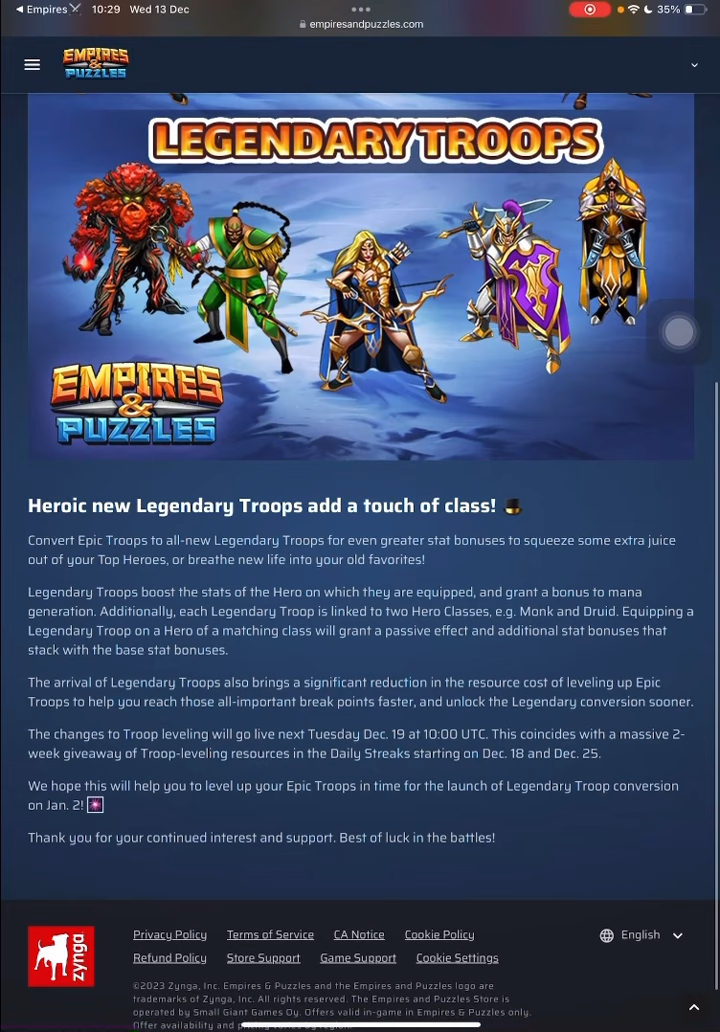 Empires 10:29 Wed 13 Dec 35%
empiresandpuzzles.com
EMPIRES
&
PUZZLES
LEGENDARY TROOPS
EMPIRES
&
PUZZLES
Heroic new Legendary Troops add a touch of class! 🎩
Convert Epic Troops to all-new Legendary Troops for even greater stat bonuses to squeeze some extra juice
out of your Top Heroes, or breathe new life into your old favorites!
Legendary Troops boost the stats of the Hero on which they are equipped, and grant a bonus to mana
generation. Additionally, each Legendary Troop is linked to two Hero Classes, e.g. Monk and Druid. Equipping a
Legendary Troop on a Hero of a matching class will grant a passive effect and additional stat bonuses that
stack with the base stat bonuses.
The arrival of Legendary Troops also brings a significant reduction in the resource cost of leveling up Epic
Troops to help you reach those all-important break points faster, and unlock the Legendary conversion sooner.
The changes to Troop leveling will go live next Tuesday Dec. 19 at 10:00 UTC. This coincides with a massive 2-
week giveaway of Troop-leveling resources in the Daily Streaks starting on Dec. 18 and Dec. 25.
We hope this will help you to level up your Epic Troops in time for the launch of Legendary Troop conversion
on Jan. 2! 🎆
Thank you for your continued interest and support. Best of luck in the battles!
zynga
Privacy Policy Terms of Service CA Notice Cookie Policy
English
Refund Policy Store Support Game Support Cookie Settings
©2023 Zynga, Inc. Empires & Puzzles and the Empires and Puzzles logo are
trademarks of Zynga, Inc. All rights reserved. The Empires and Puzzles Store is
operated by Small Giant Games Oy. Offers valid in-game in Empires & Puzzles only.
Offer availability and pricing varies by region.